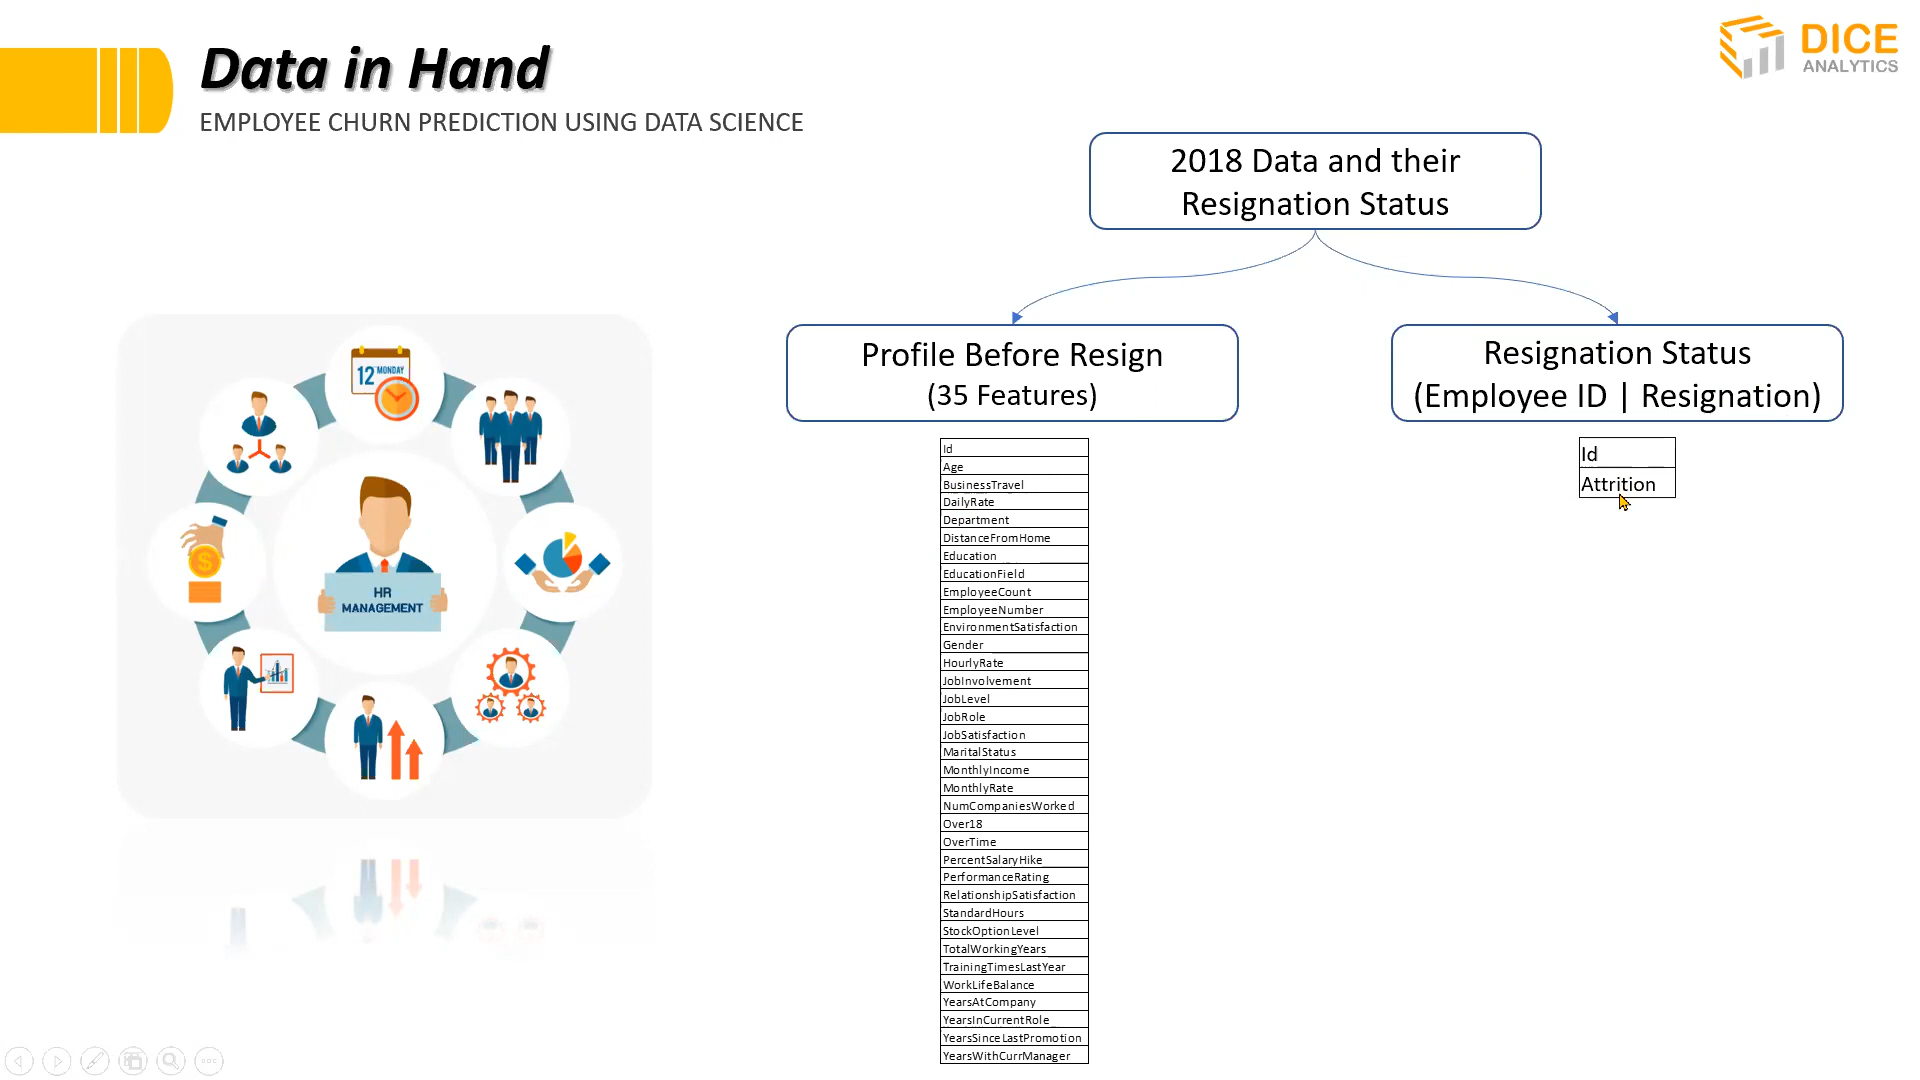 Data in Hand
EMPLOYEE CHURN PREDICTION USING DATA SCIENCE
DICE
ANALYTICS
2018 Data and their
Resignation Status
Profile Before Resign
(35 Features)
Resignation Status
(Employee ID | Resignation)
12 MONDAY
HR
MANAGEMENT
$
Id
Age
BusinessTravel
DailyRate
Department
DistanceFromHome
Education
EducationField
EmployeeCount
EmployeeNumber
EnvironmentSatisfaction
Gender
HourlyRate
JobInvolvement
JobLevel
JobRole
JobSatisfaction
MaritalStatus
MonthlyIncome
MonthlyRate
NumCompaniesWorked
Over18
OverTime
PercentSalaryHike
PerformanceRating
RelationshipSatisfaction
StandardHours
StockOptionLevel
TotalWorkingYears
TrainingTimesLastYear
WorkLifeBalance
YearsAtCompany
YearsInCurrentRole
YearsSinceLastPromotion
YearsWithCurrManager
Id
Attrition